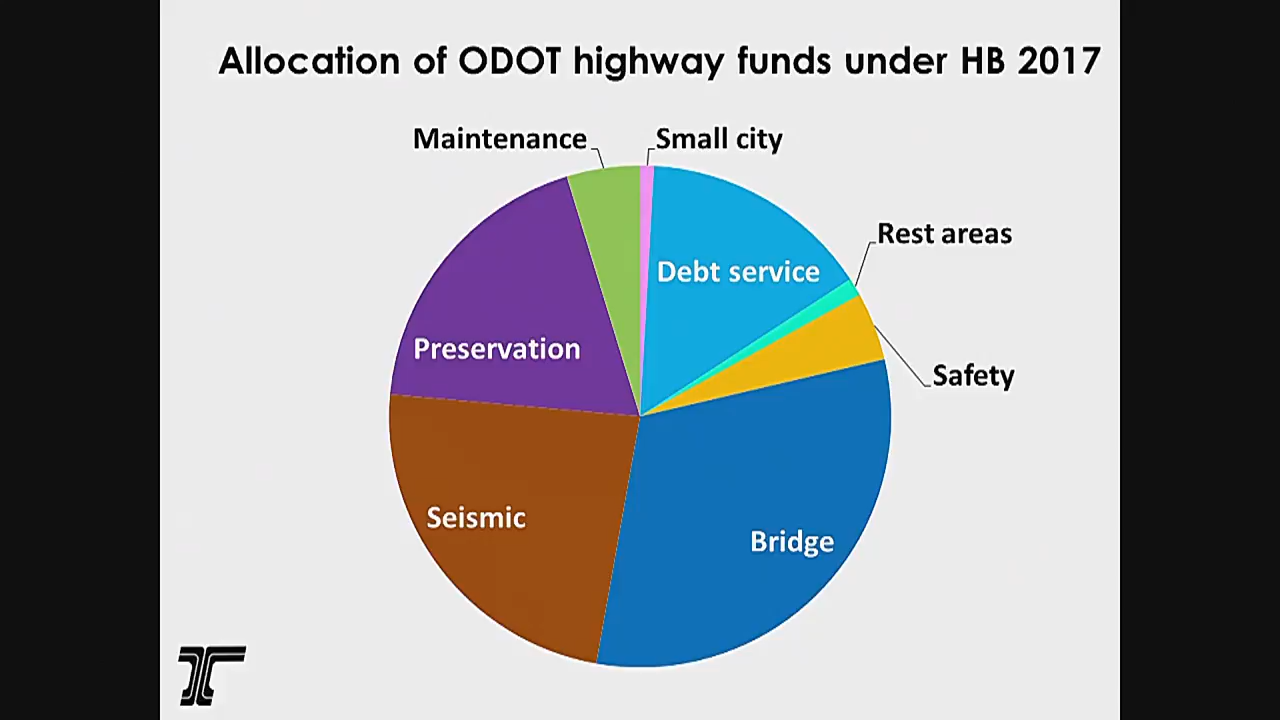 Allocation of ODOT highway funds under HB 2017
Maintenance
Small city
Rest areas
Debt service
Preservation
Safety
Seismic
Bridge